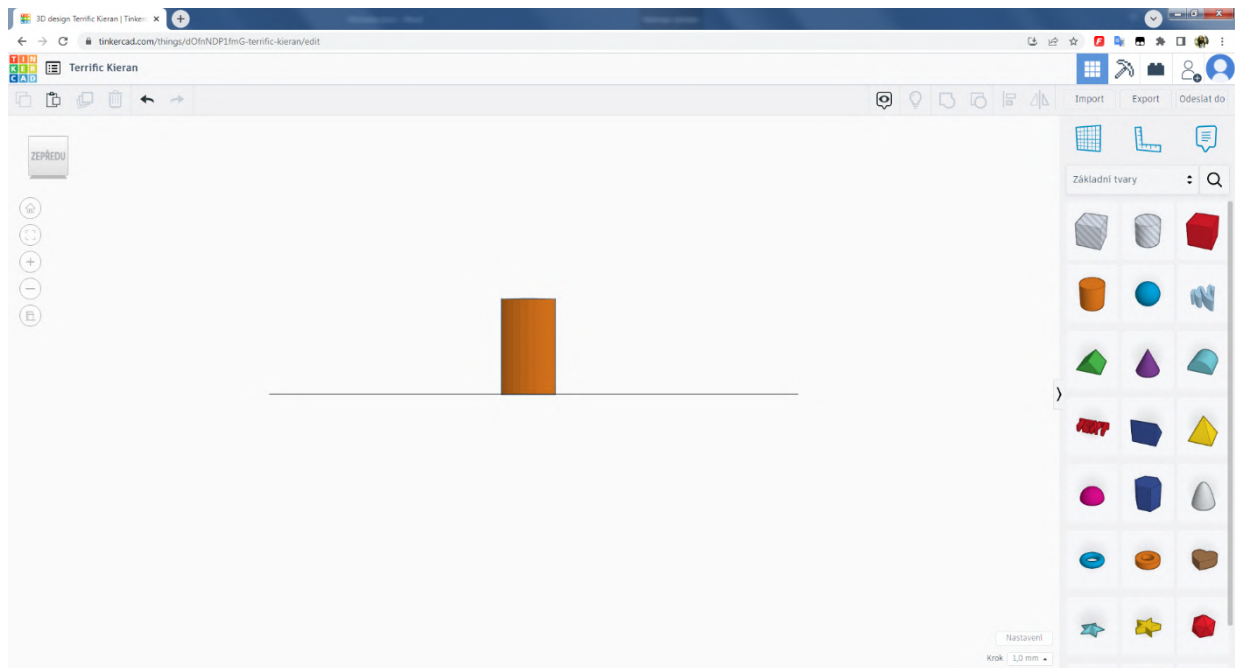 3D design Terrific Kieran | Tinker
tinkercad.com/things/dOfnNDP1fmG-terrific-kieran/edit
TIN
KER
CAD
Terrific Kieran
Import
Export
Odeslat do
ZEPŘEDU
Základní tvary
TEXT
Nastavení
Krok
1,0 mm